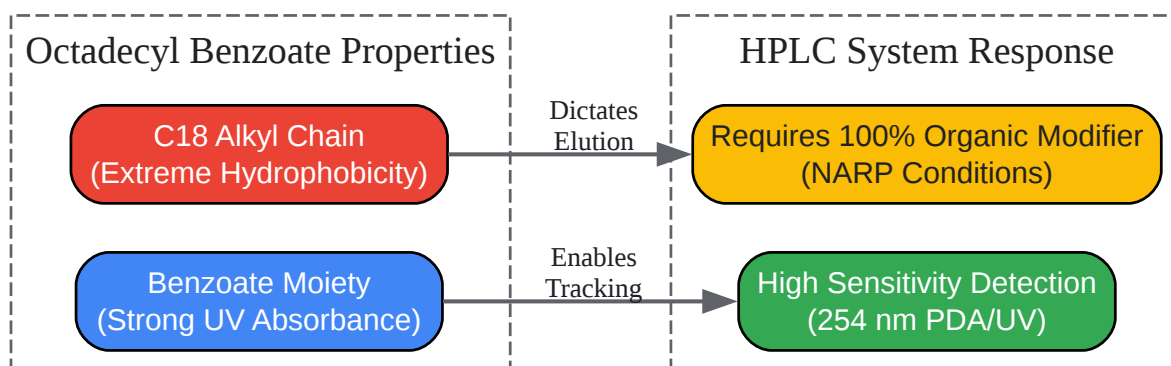 Octadecyl Benzoate Properties
HPLC System Response
C18 Alkyl Chain
(Extreme Hydrophobicity)
Dictates
Elution
Requires 100% Organic Modifier
(NARP Conditions)
Benzoate Moiety
(Strong UV Absorbance)
Enables
Tracking
High Sensitivity Detection
(254 nm PDA/UV)